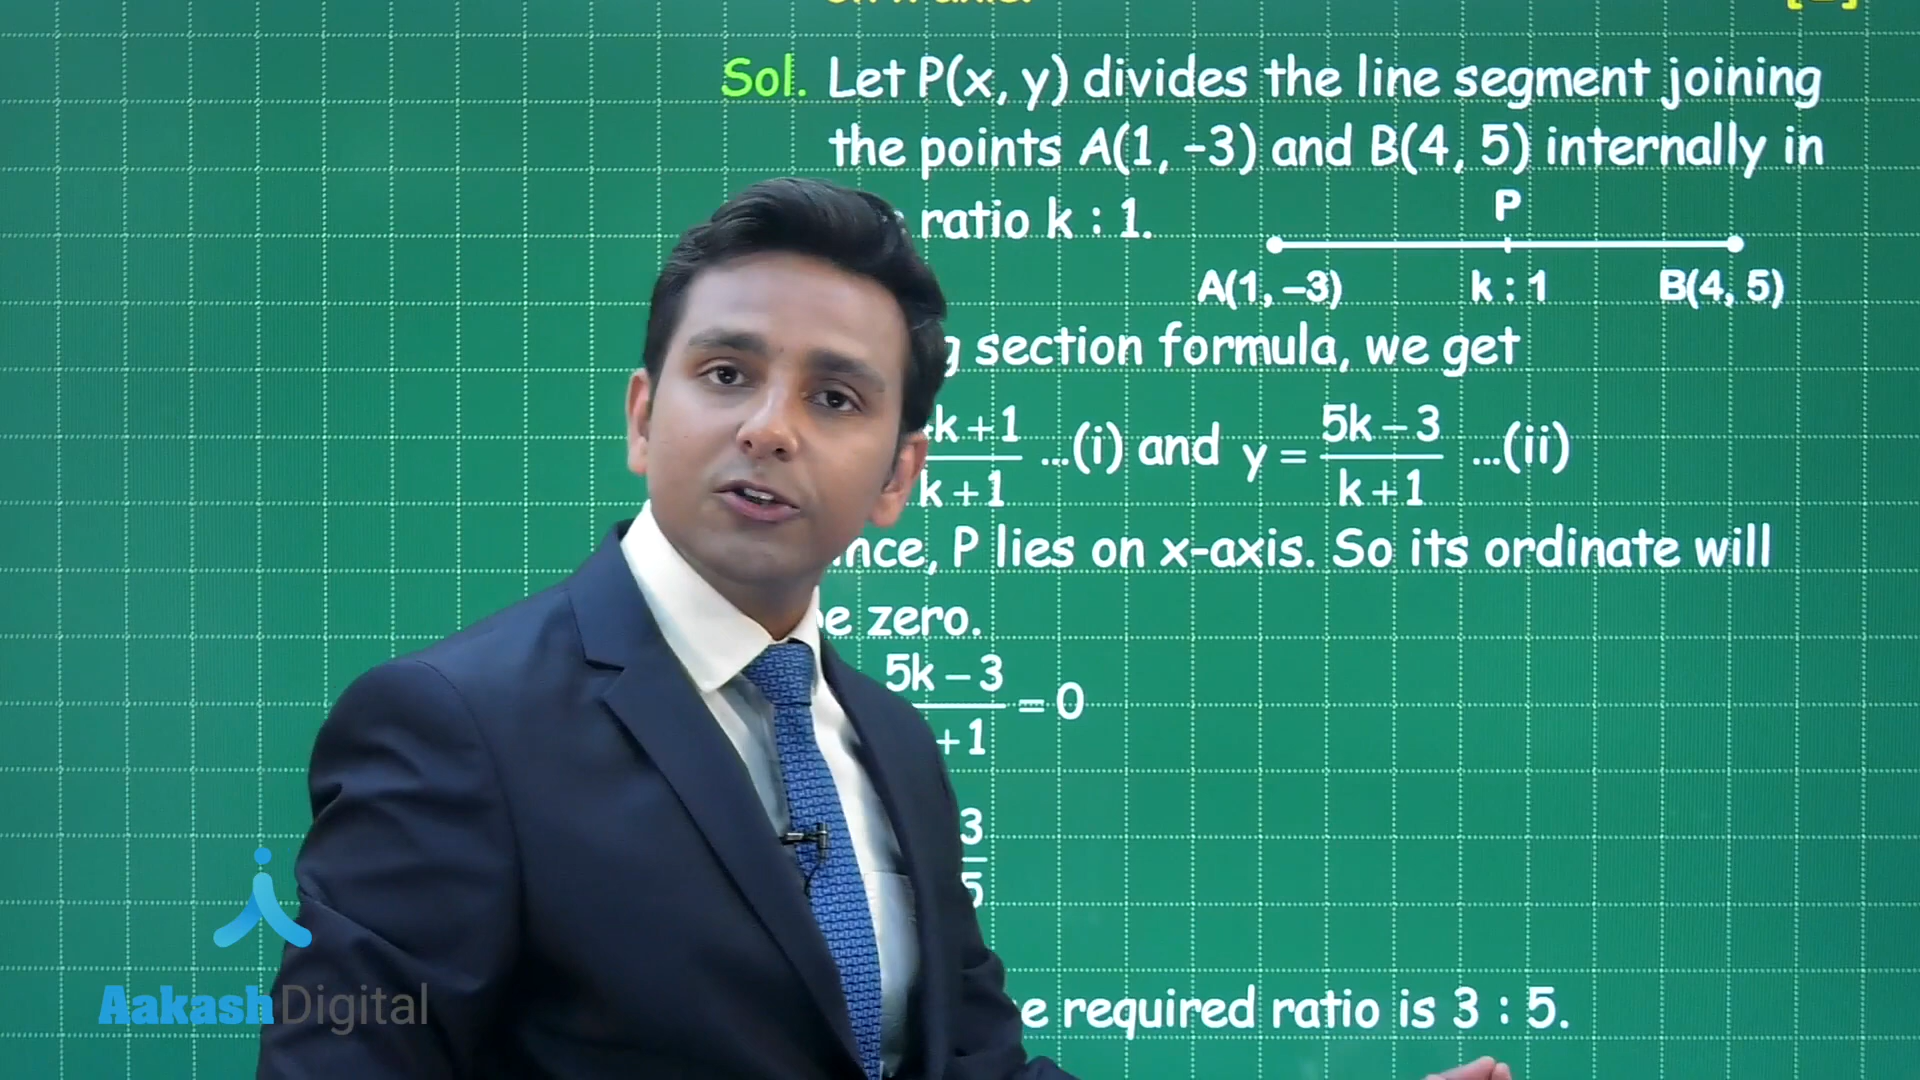 Sol. Let P(x, y) divides the line segment joining
the points A(1, -3) and B(4, 5) internally in
ratio k : 1.
P
A(1, –3) k : 1 B(4, 5)
section formula, we get
k + 1 / k + 1 ...(i) and y = 5k – 3 / k + 1 ...(ii)
P lies on x-axis. So its ordinate will
zero.
5k – 3 / + 1 = 0
3
5
required ratio is 3 : 5.
Aakash Digital